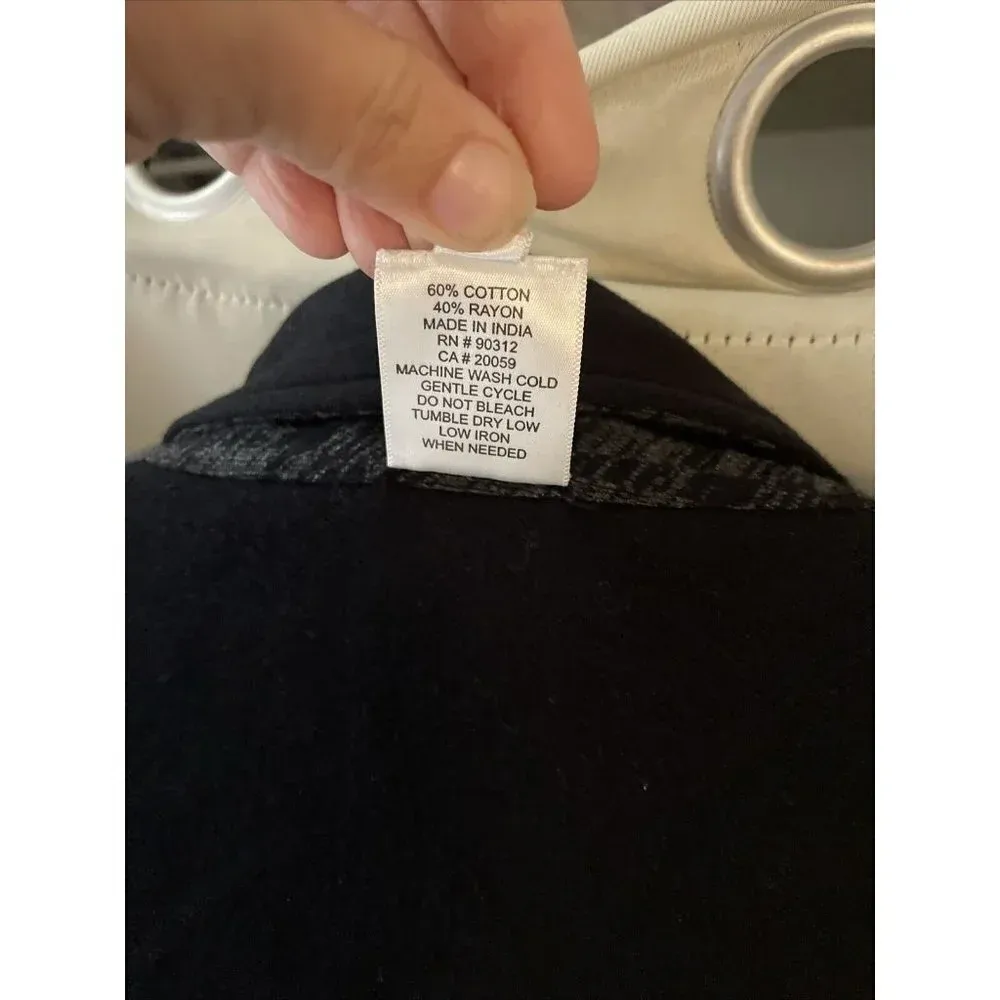 60% COTTON
40% RAYON
MADE IN INDIA
RN # 90312
CA # 20059
MACHINE WASH COLD
GENTLE CYCLE
DO NOT BLEACH
TUMBLE DRY LOW
LOW IRON
WHEN NEEDED